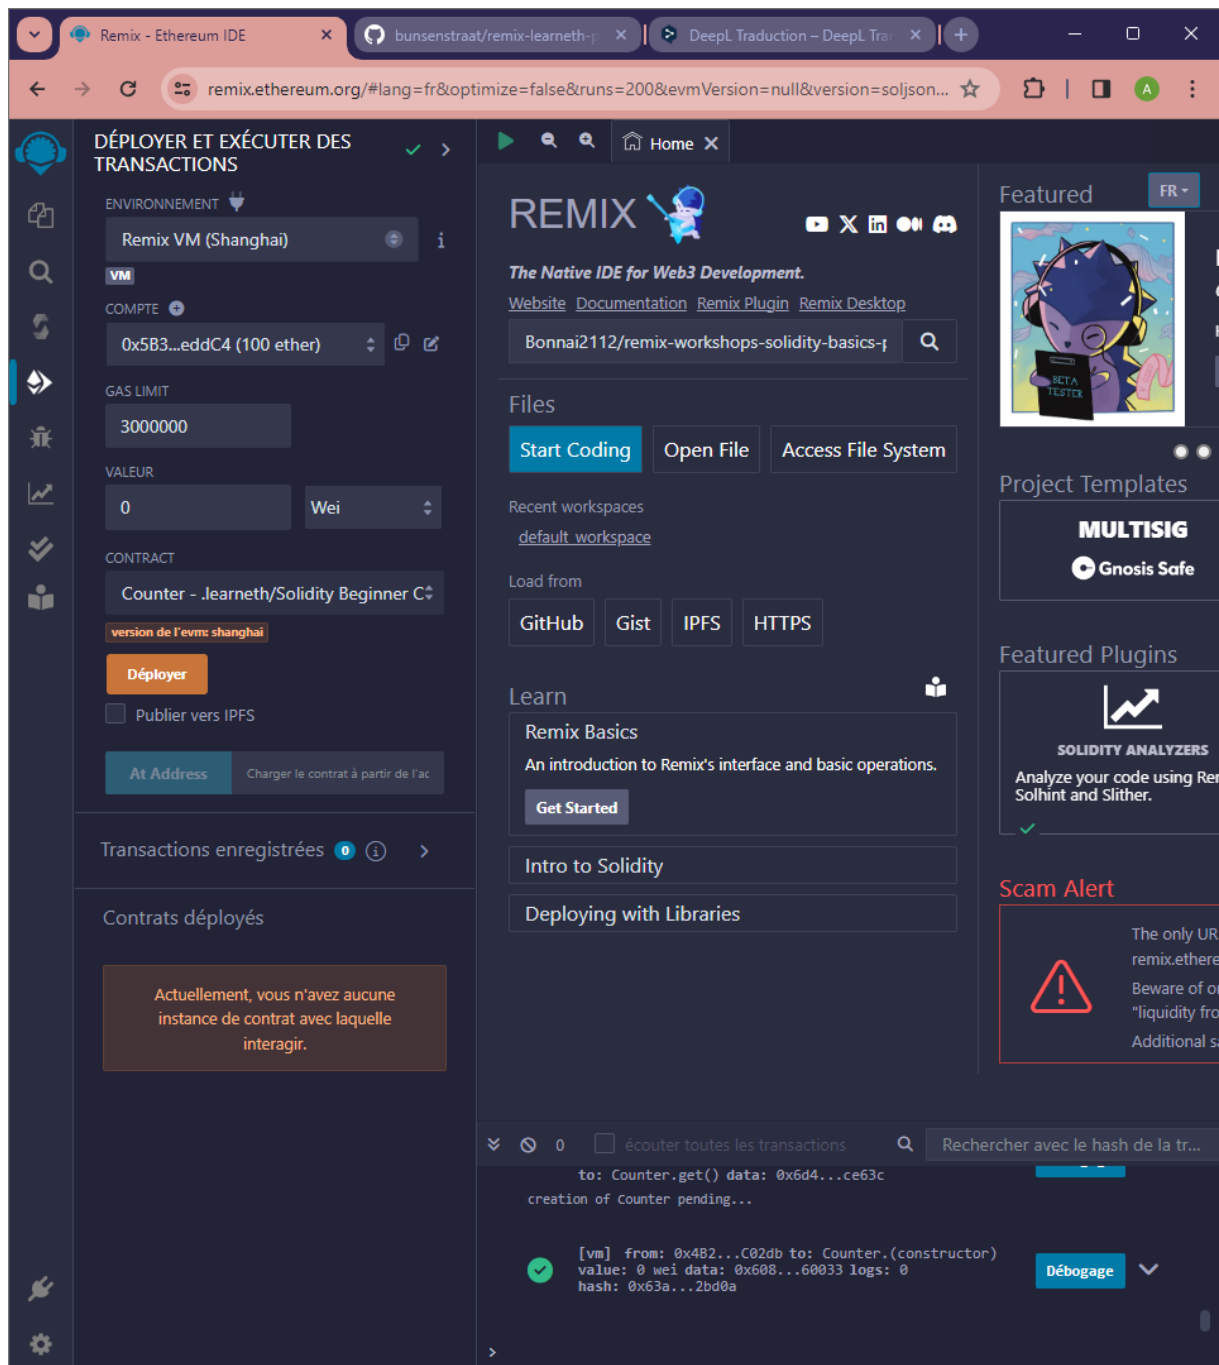 Remix - Ethereum IDE
bunsenstraat/remix-learneth-p
DeepL Traduction – DeepL Tran
remix.ethereum.org/#lang=fr&optimize=false&runs=200&evmVersion=null&version=soljson...
A
DÉPLOYER ET EXÉCUTER DES
TRANSACTIONS
ENVIRONNEMENT
Remix VM (Shanghai)
VM
COMPTE
0x5B3...eddC4 (100 ether)
GAS LIMIT
3000000
VALEUR
0
Wei
CONTRACT
Counter - .learneth/Solidity Beginner C
version de l'evm: shanghai
Déployer
Publier vers IPFS
At Address
Charger le contrat à partir de l'ac
Transactions enregistrées 0 i
Contrats déployés
Actuellement, vous n'avez aucune
instance de contrat avec laquelle
interagir.
Home
REMIX
The Native IDE for Web3 Development.
Website Documentation Remix Plugin Remix Desktop
Bonnai2112/remix-workshops-solidity-basics-
Files
Start Coding
Open File
Access File System
Recent workspaces
default_workspace
Load from
GitHub
Gist
IPFS
HTTPS
Learn
Remix Basics
An introduction to Remix's interface and basic operations.
Get Started
Intro to Solidity
Deploying with Libraries
Featured
FR
BETA
TESTER
Project Templates
MULTISIG
Gnosis Safe
Featured Plugins
SOLIDITY ANALYZERS
Analyze your code using Rem
Solhint and Slither.
Scam Alert
The only UR
remix.ethere
Beware of on
"liquidity fro
Additional sa
0
écouter toutes les transactions
Rechercher avec le hash de la tr...
to: Counter.get() data: 0x6d4...ce63c
creation of Counter pending...
[vm] from: 0x4B2...C02db to: Counter.(constructor)
value: 0 wei data: 0x608...60033 logs: 0
hash: 0x63a...2bd0a
Débogage
>